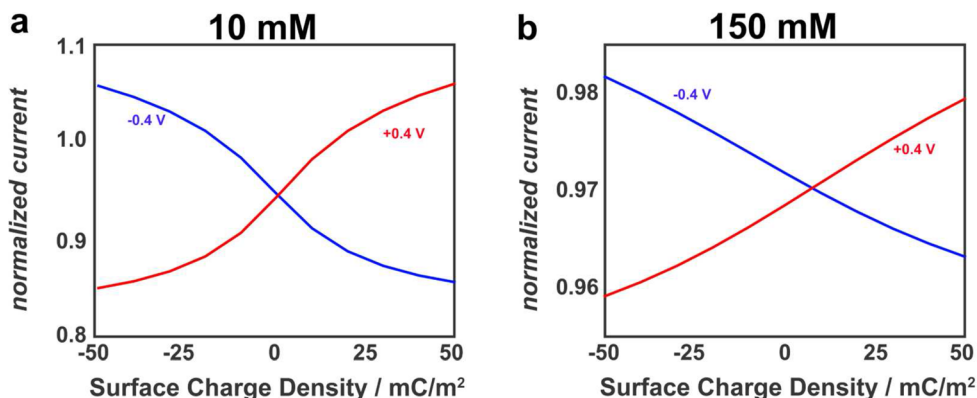 a
10 mM
1.1
1.0
0.9
0.8
normalized current
-0.4 V
+0.4 V
-50
-25
0
25
50
Surface Charge Density / mC/m²
b
150 mM
0.98
0.97
0.96
normalized current
-0.4 V
+0.4 V
-50
-25
0
25
50
Surface Charge Density / mC/m²